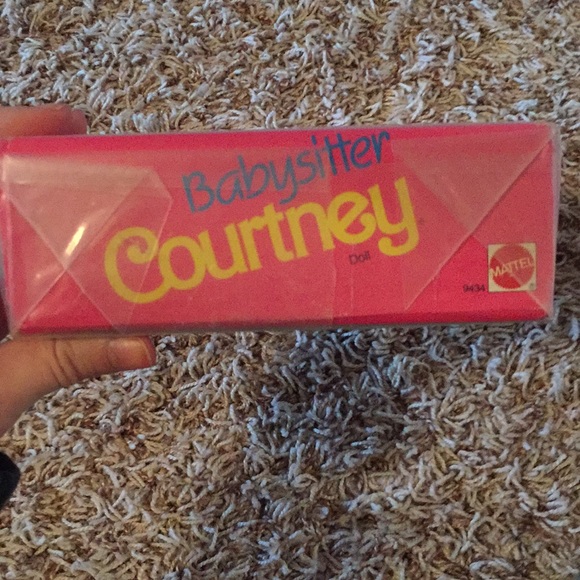 Babysitter
Courtney®
Doll
MATTEL
9434